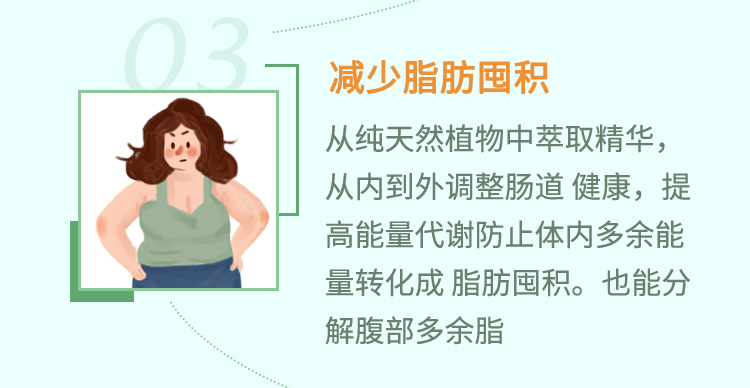 03
减少脂肪囤积
从纯天然植物中萃取精华，
从内到外调整肠道 健康，提
高能量代谢防止体内多余能
量转化成 脂肪囤积。也能分
解腹部多余脂